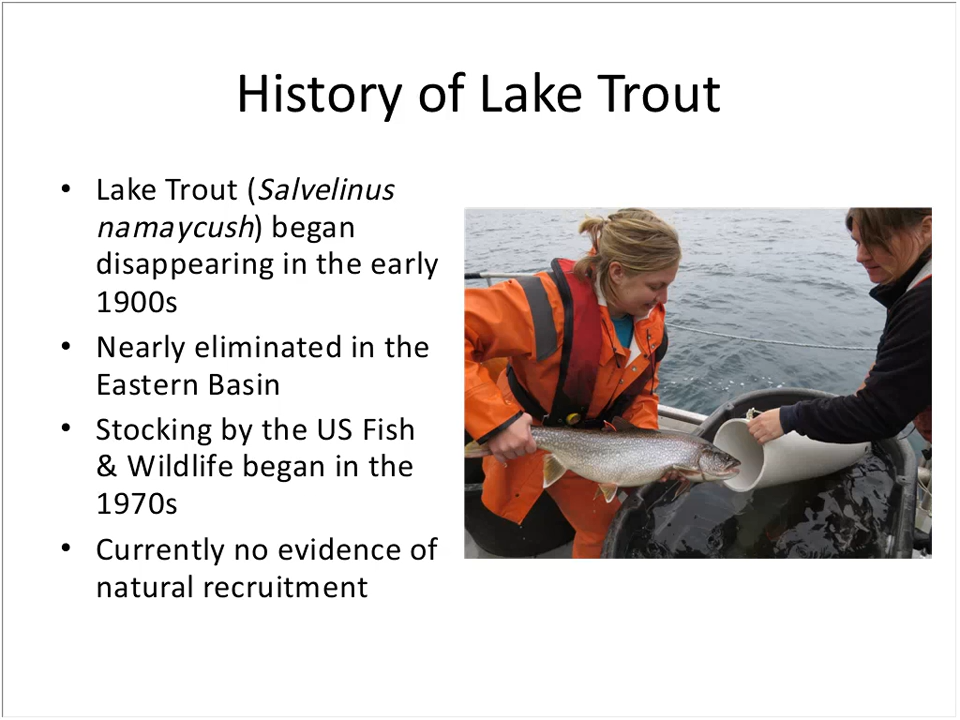 History of Lake Trout
• Lake Trout (Salvelinus
namaycush) began
disappearing in the early
1900s
• Nearly eliminated in the
Eastern Basin
• Stocking by the US Fish
& Wildlife began in the
1970s
• Currently no evidence of
natural recruitment